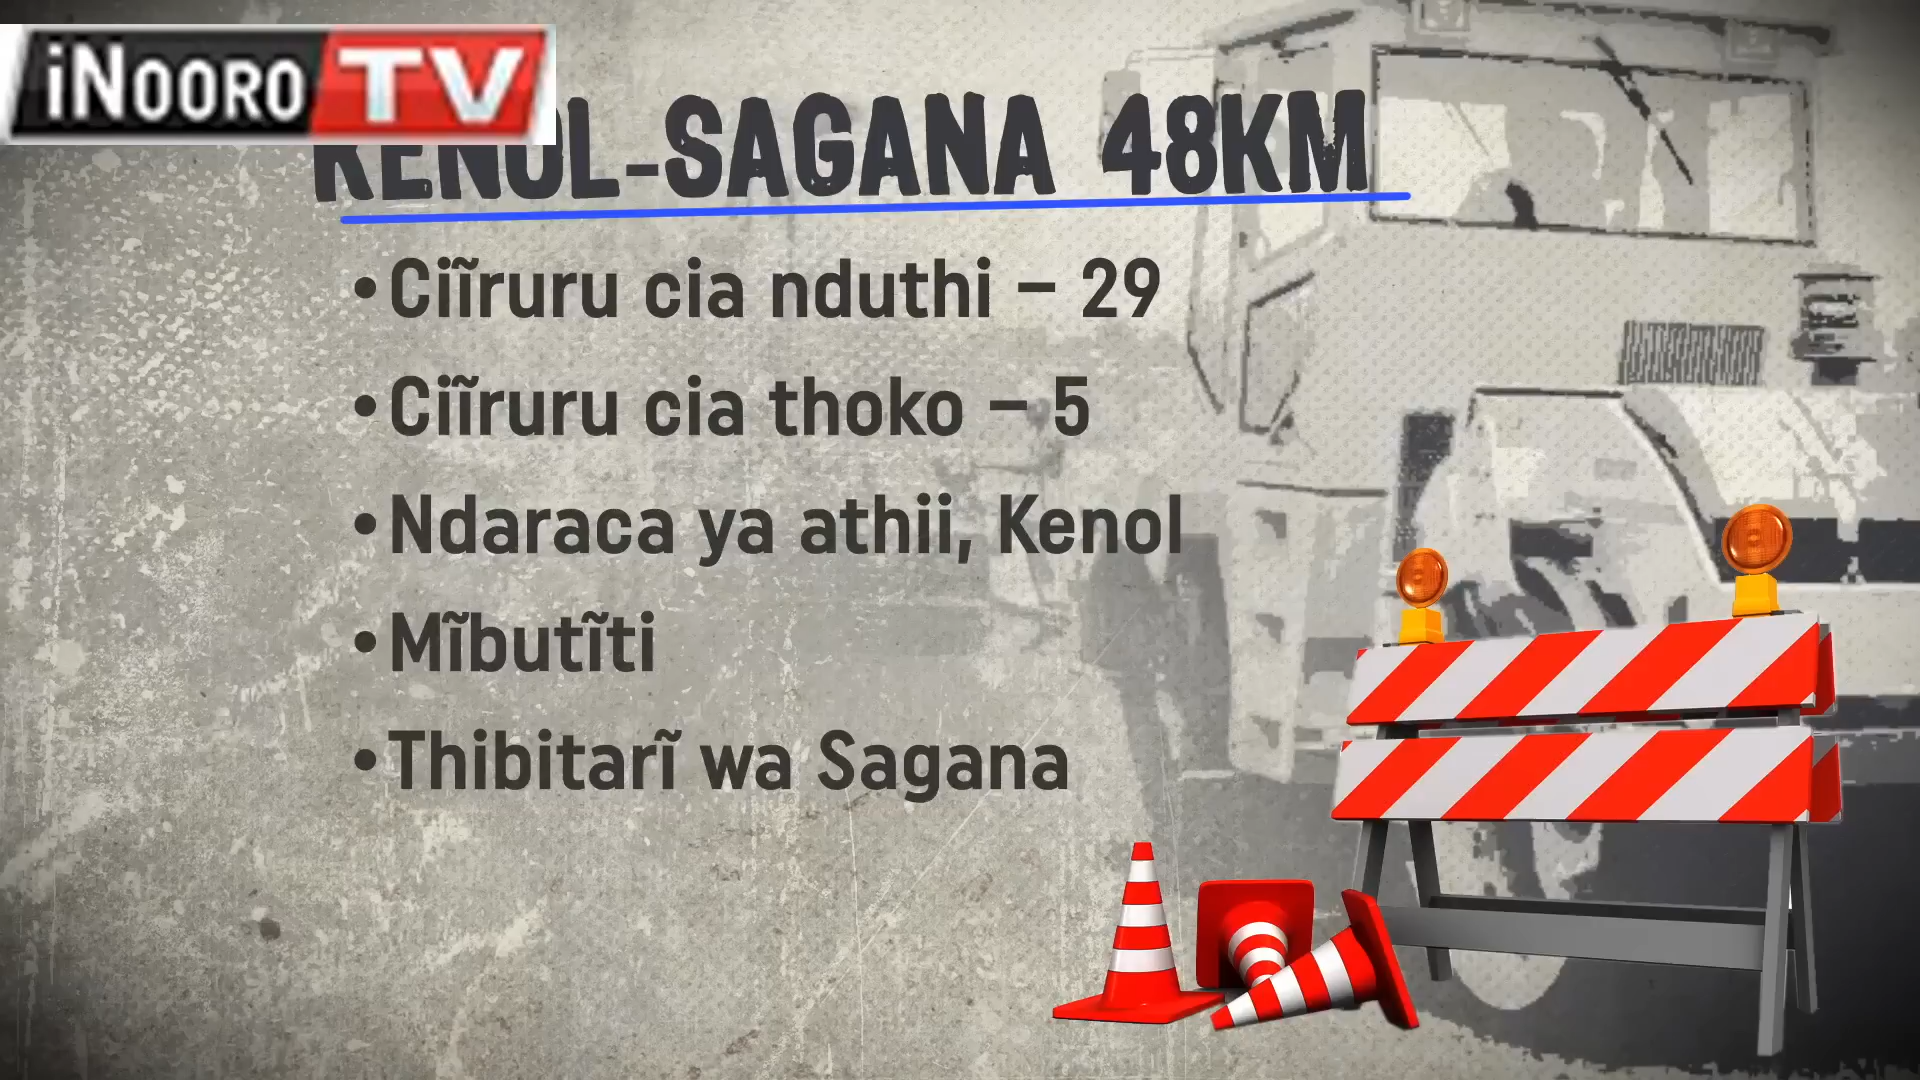 iNOORO TV
KENOL-SAGANA 48KM
• Ciĩruru cia nduthi – 29
• Ciĩruru cia thoko – 5
• Ndaraca ya athii, Kenol
• Mĩbutĩti
• Thibitarĩ wa Sagana